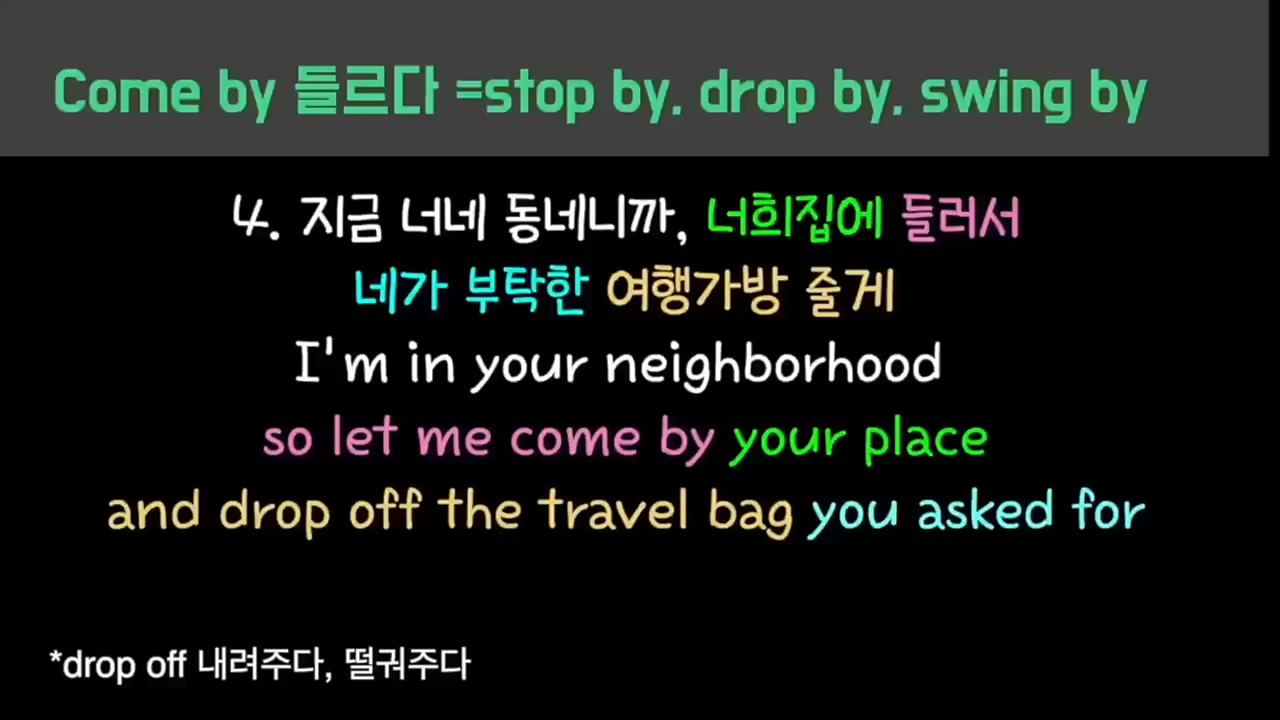 Come by 들르다 =stop by, drop by, swing by
4. 지금 너네 동네니까, 너희집에 들러서
네가 부탁한 여행가방 줄게
I'm in your neighborhood
so let me come by your place
and drop off the travel bag you asked for
*drop off 내려주다, 떨궈주다